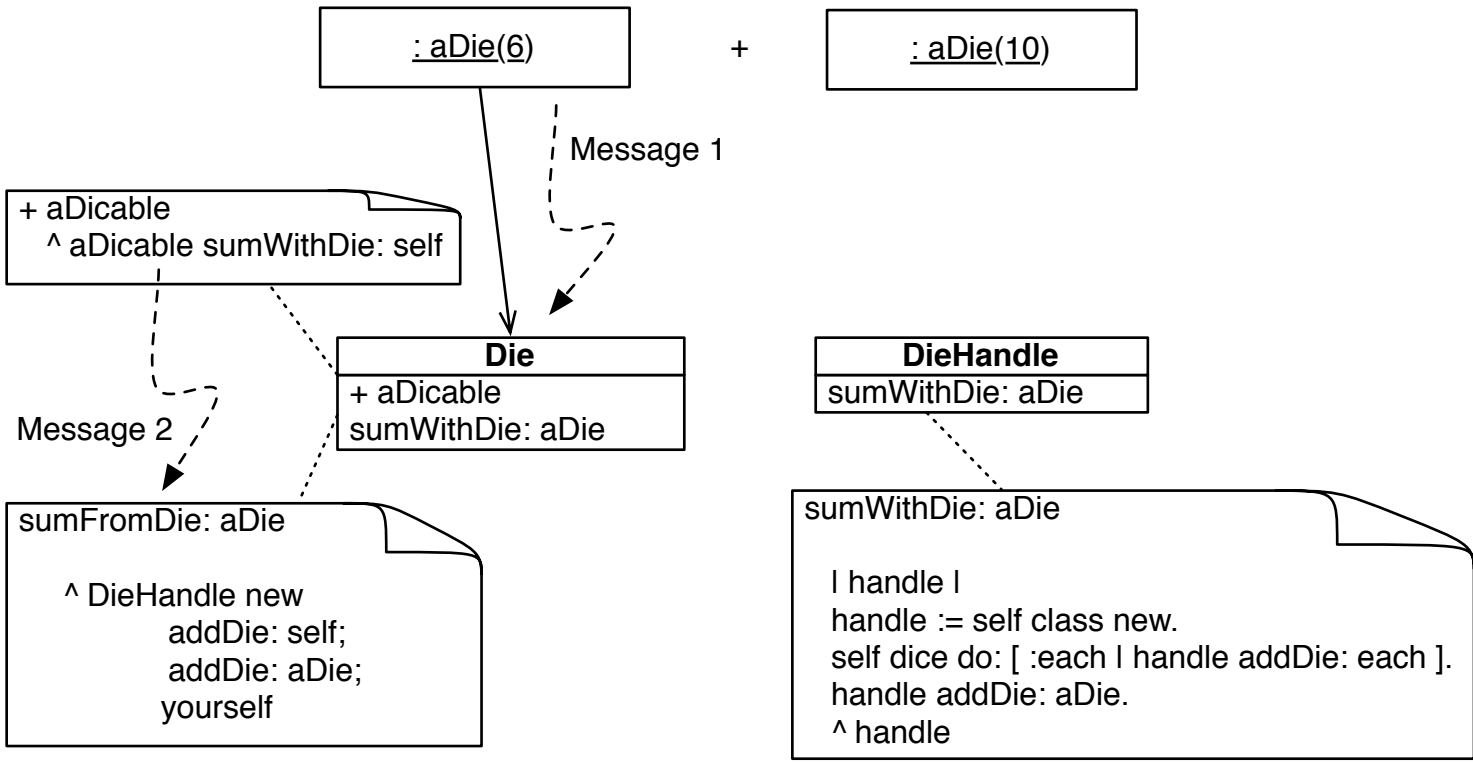 : aDie(6)
+
: aDie(10)
Message 1
+ aDicable
^ aDicable sumWithDie: self
Die
+ aDicable
sumWithDie: aDie
DieHandle
sumWithDie: aDie
Message 2
sumFromDie: aDie
^ DieHandle new
addDie: self;
addDie: aDie;
yourself
sumWithDie: aDie
| handle |
handle := self class new.
self dice do: [ :each | handle addDie: each ].
handle addDie: aDie.
^ handle